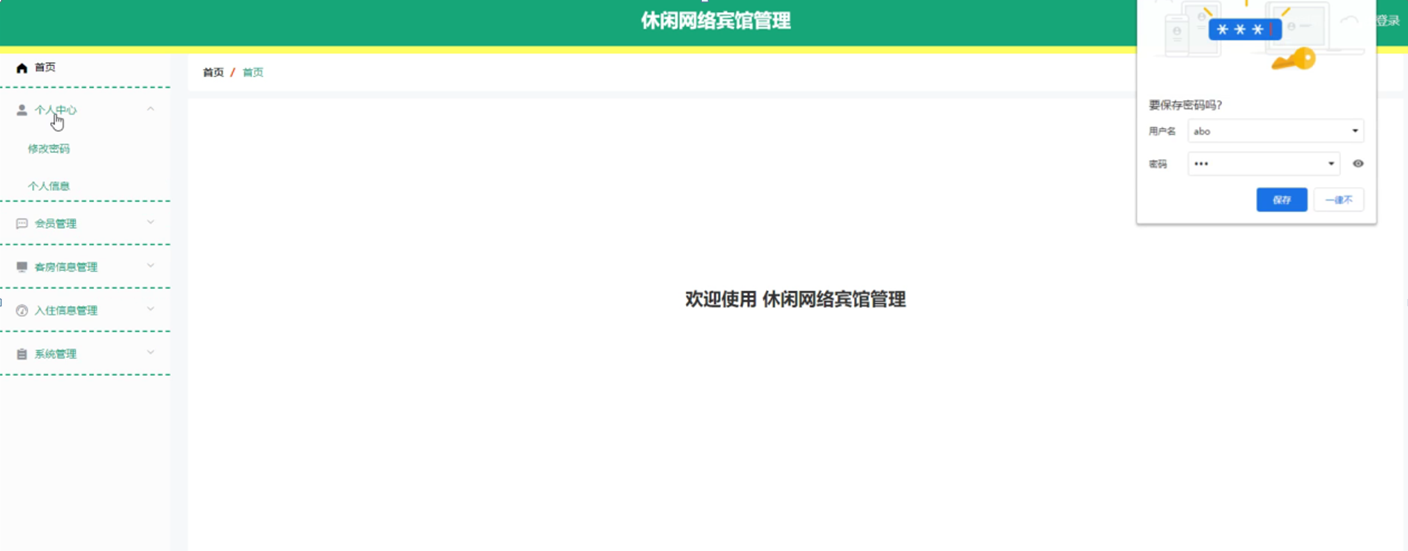 休闲网络宾馆管理
登录
首页
首页 / 首页
个人中心
修改密码
个人信息
会员管理
客房信息管理
入住信息管理
系统管理
欢迎使用 休闲网络宾馆管理
***
要保存密码吗?
用户名 abo
密码 •••
保存 一律不